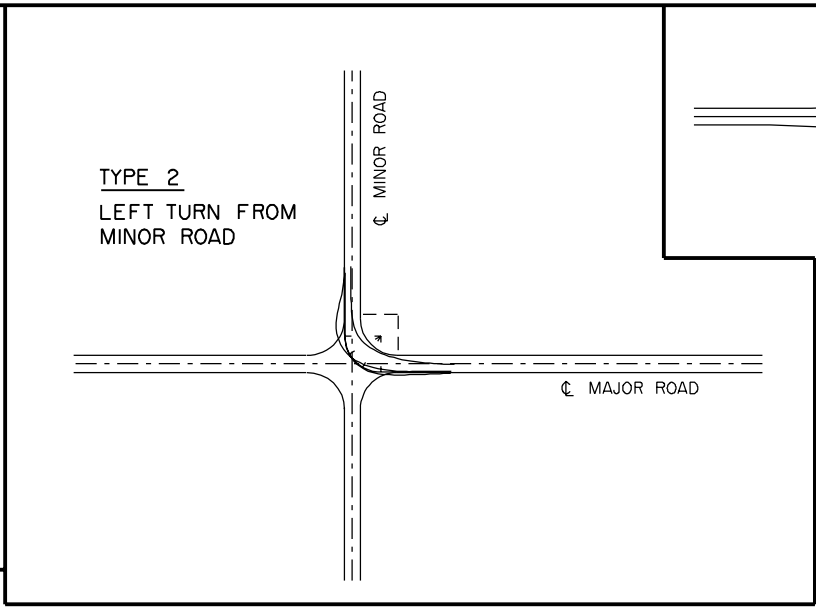 TYPE 2
LEFT TURN FROM
MINOR ROAD
℄ MINOR ROAD
℄ MAJOR ROAD